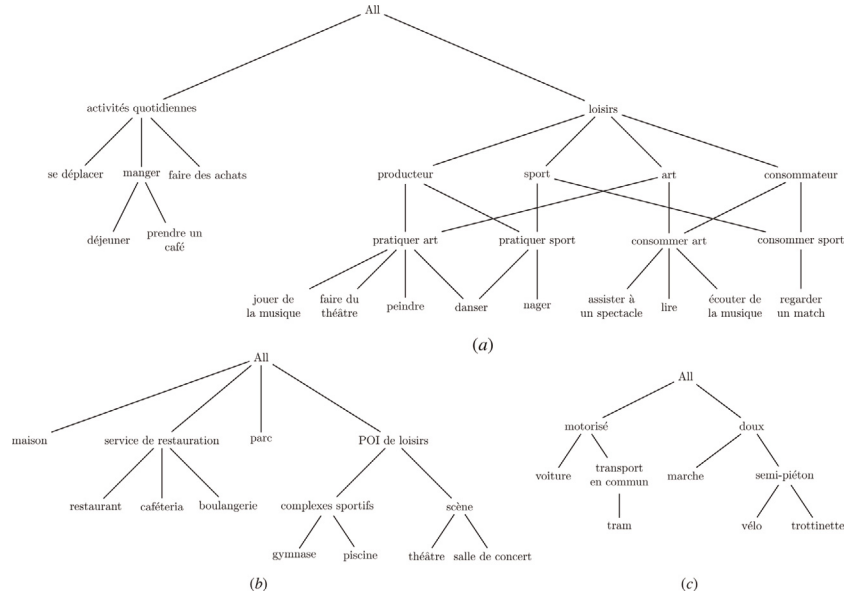 All
activités quotidiennes
loisirs
se déplacer manger faire des achats
producteur sport art consommateur
déjeuner prendre un
café
pratiquer art pratiquer sport consommer art consommer sport
jouer de
la musique
faire du
théâtre
peindre
danser
nager
assister à
un spectacle
lire
écouter de
la musique
regarder
un match
(a)
All
maison service de restauration parc POI de loisirs
restaurant caféteria boulangerie
complexes sportifs scène
gymnase piscine théâtre salle de concert
(b)
All
motorisé doux
voiture transport
en commun
marche semi-piéton
tram vélo trottinette
(c)